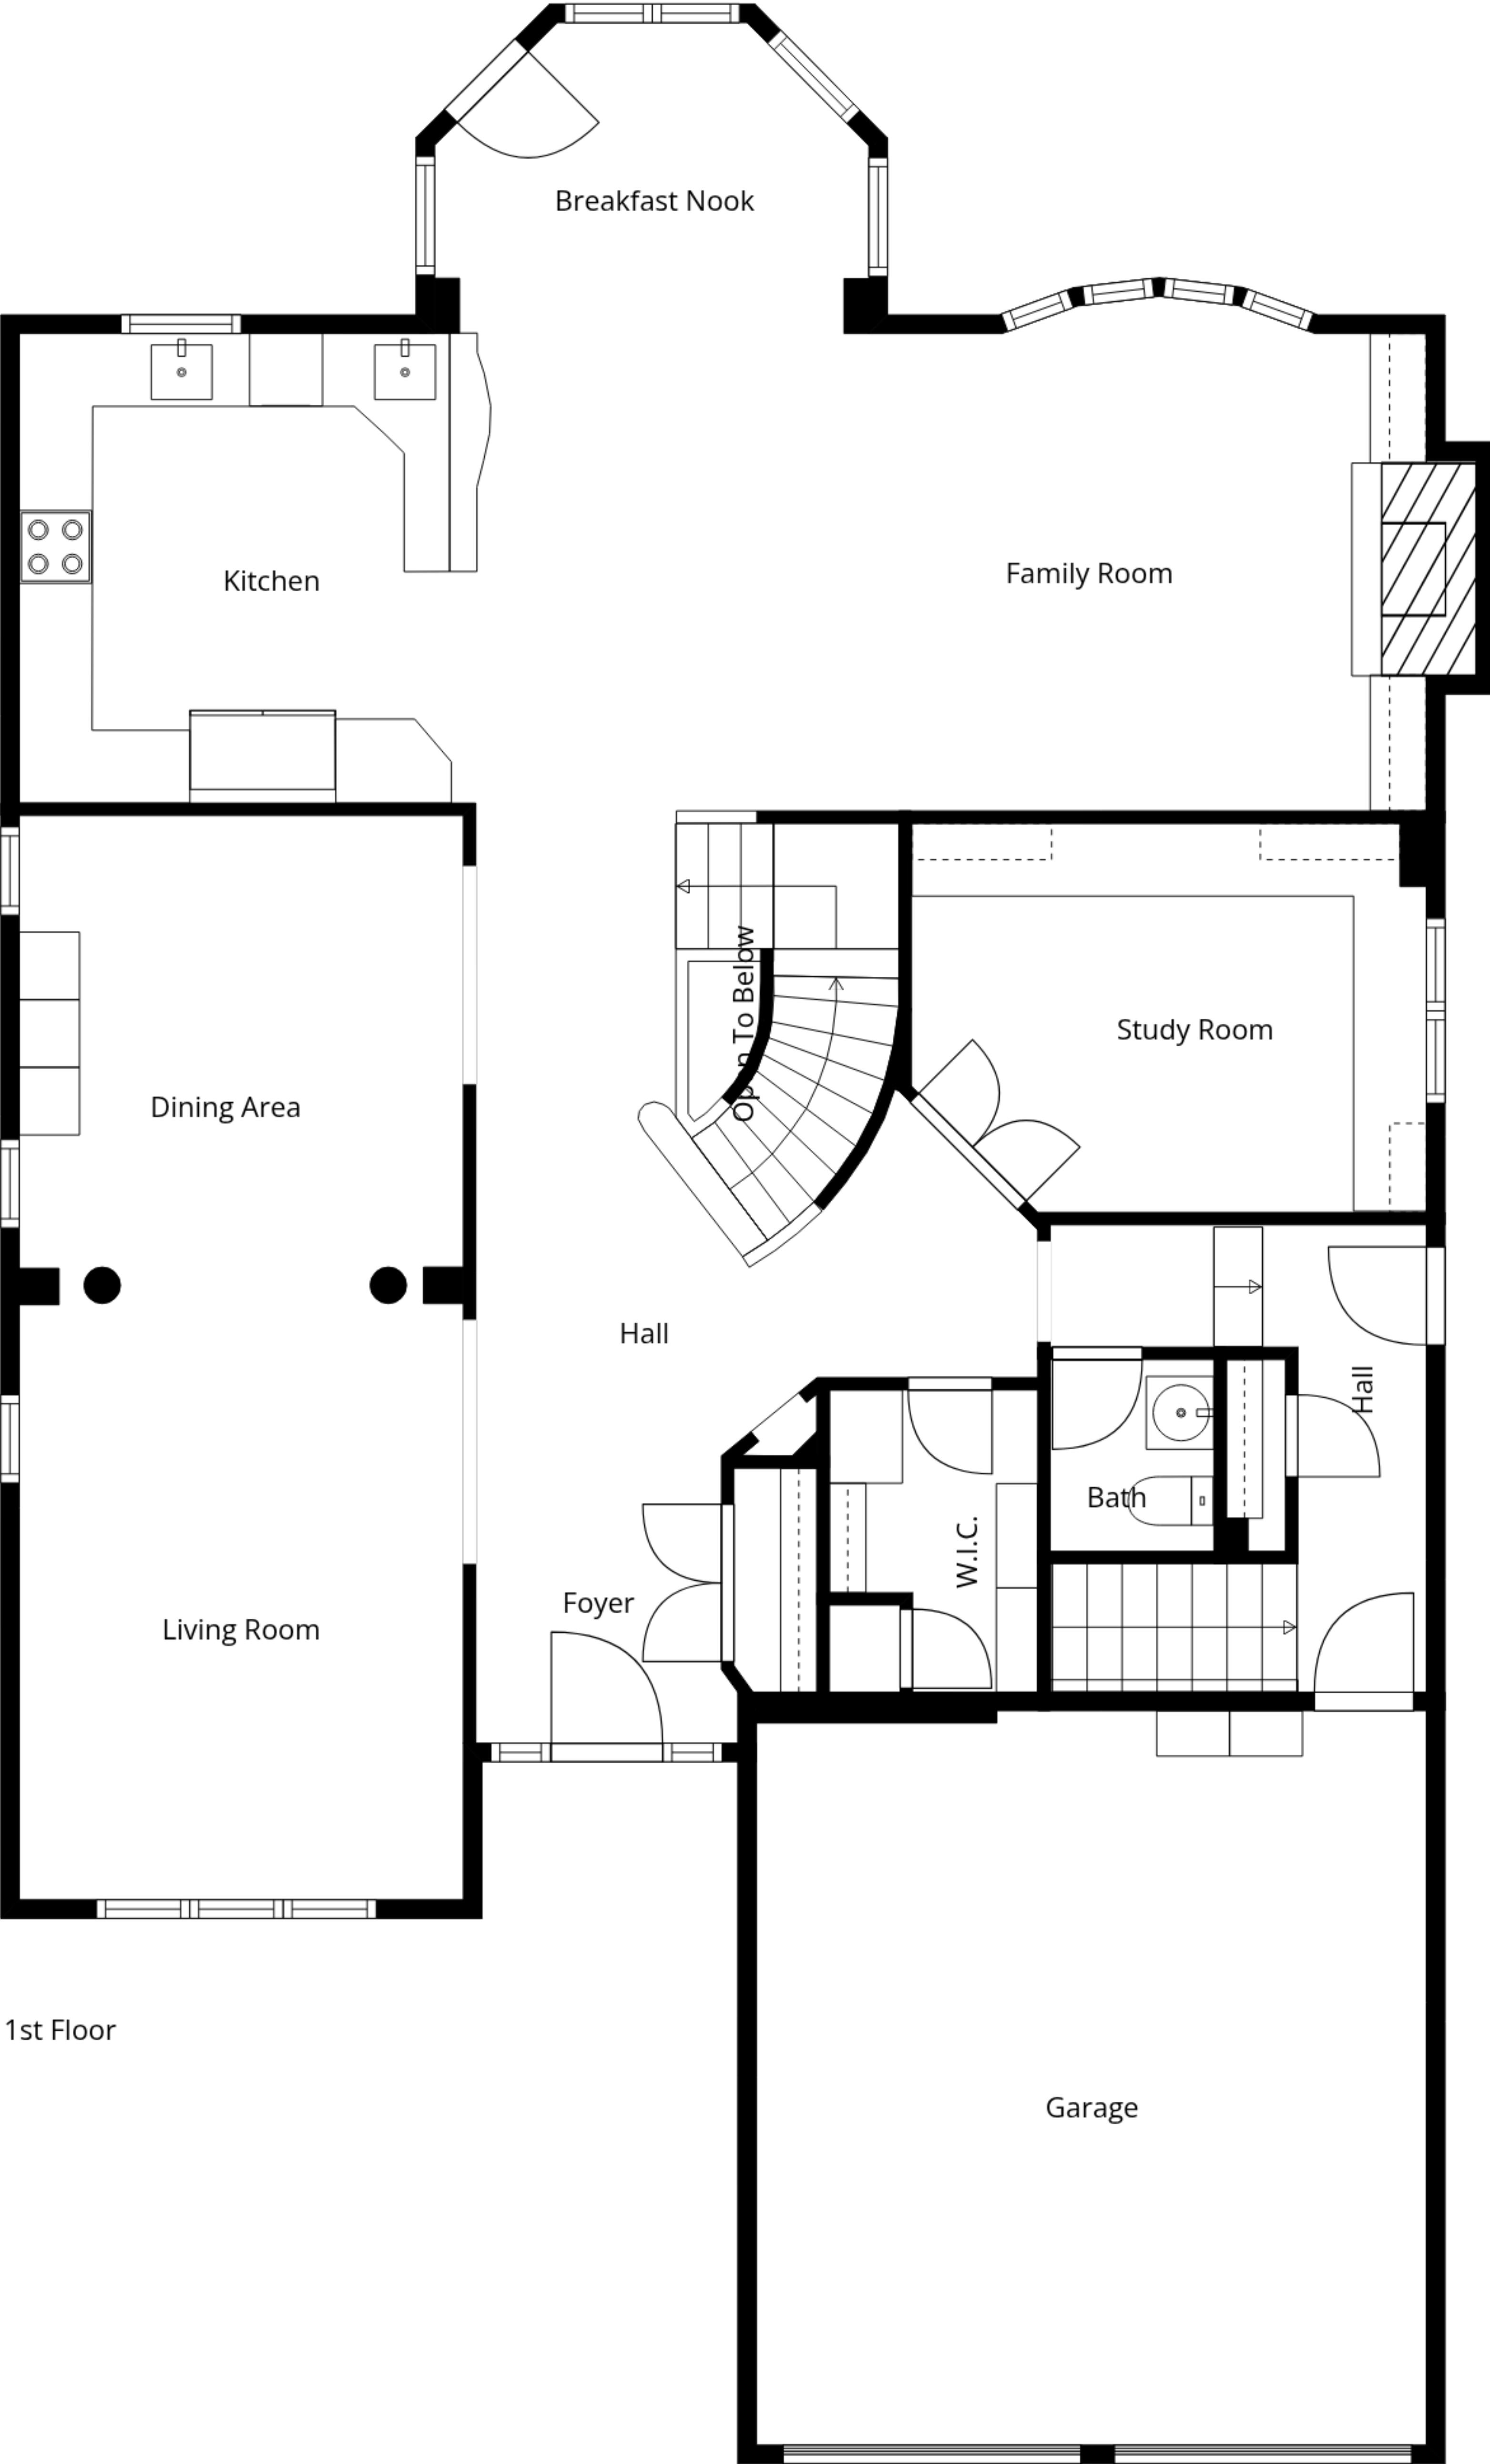 Breakfast Nook
Kitchen
Family Room
Open To Below
Study Room
Dining Area
Hall
Hall
Bath
W.I.C.
Foyer
Living Room
1st Floor
Garage